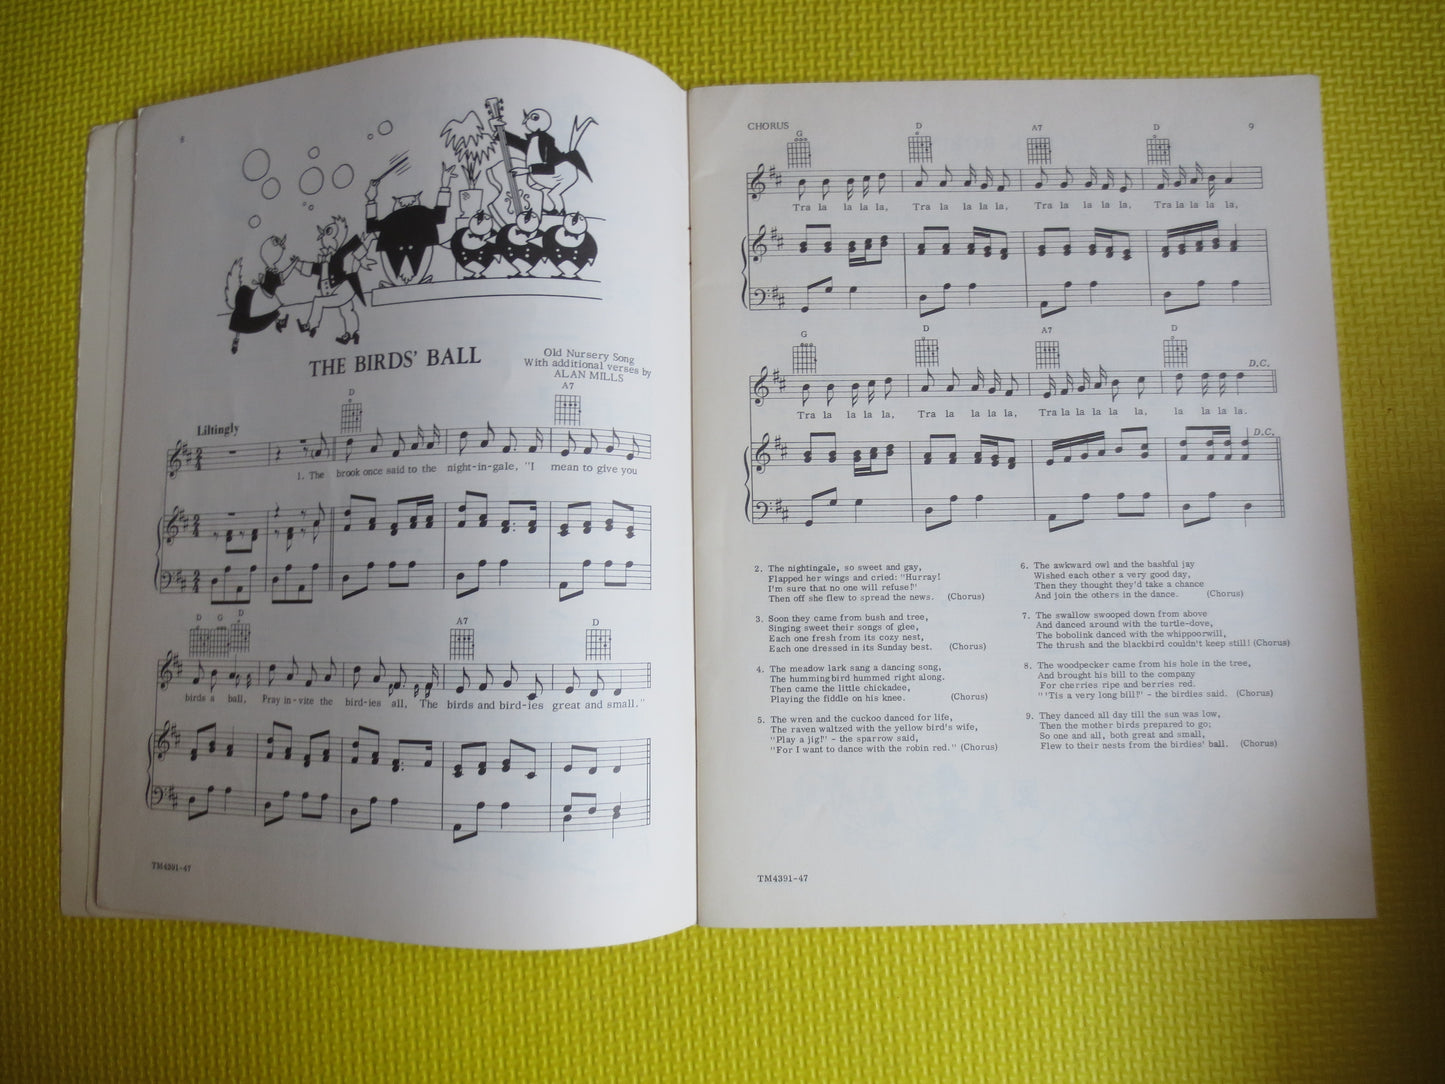 8
THE BIRDS' BALL
Old Nursery Song
With additional verses by
ALAN MILLS
D A7
Liltingly
1. The brook once said to the night-in-gale, "I mean to give you
D G D A7 D
birds a ball, Pray in-vite the bird-ies all, The birds and bird-ies great and small."
TM4391-47
CHORUS
9
G D A7 D
Tra la la la la, Tra la la la la, Tra la la la la, Tra la la la la,
G D A7 D
D.C.
Tra la la la la, Tra la la la la, Tra la la la la la, la la la la.
D.C.
2. The nightingale, so sweet and gay,
Flapped her wings and cried: "Hurray!
I'm sure that no one will refuse!"
Then off she flew to spread the news. (Chorus)
3. Soon they came from bush and tree,
Singing sweet their songs of glee,
Each one fresh from its cozy nest,
Each one dressed in its Sunday best. (Chorus)
4. The meadow lark sang a dancing song,
The hummingbird hummed right along.
Then came the little chickadee,
Playing the fiddle on his knee. (Chorus)
5. The wren and the cuckoo danced for life,
The raven waltzed with the yellow bird's wife,
"Play a jig!" - the sparrow said,
"For I want to dance with the robin red." (Chorus)
6. The awkward owl and the bashful jay
Wished each other a very good day,
Then they thought they'd take a chance
And join the others in the dance. (Chorus)
7. The swallow swooped down from above
And danced around with the turtle-dove,
The bobolink danced with the whippoorwill,
The thrush and the blackbird couldn't keep still! (Chorus)
8. The woodpecker came from his hole in the tree,
And brought his bill to the company
For cherries ripe and berries red.
"'Tis a very long bill!" - the birdies said. (Chorus)
9. They danced all day till the sun was low,
Then the mother birds prepared to go;
So one and all, both great and small,
Flew to their nests from the birdies' ball. (Chorus)
TM4391-47